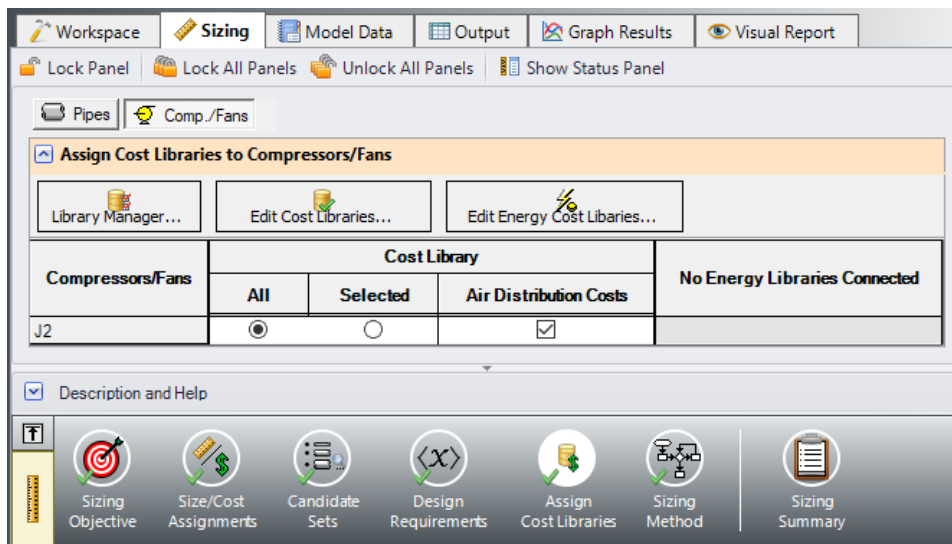 Workspace Sizing Model Data Output Graph Results Visual Report
Lock Panel Lock All Panels Unlock All Panels Show Status Panel
Pipes Comp./Fans
Assign Cost Libraries to Compressors/Fans
Library Manager... Edit Cost Libraries... Edit Energy Cost Libaries...
Compressors/Fans Cost Library No Energy Libraries Connected
All Selected Air Distribution Costs
J2
Description and Help
Sizing Objective Size/Cost Assignments Candidate Sets Design Requirements Assign Cost Libraries Sizing Method Sizing Summary